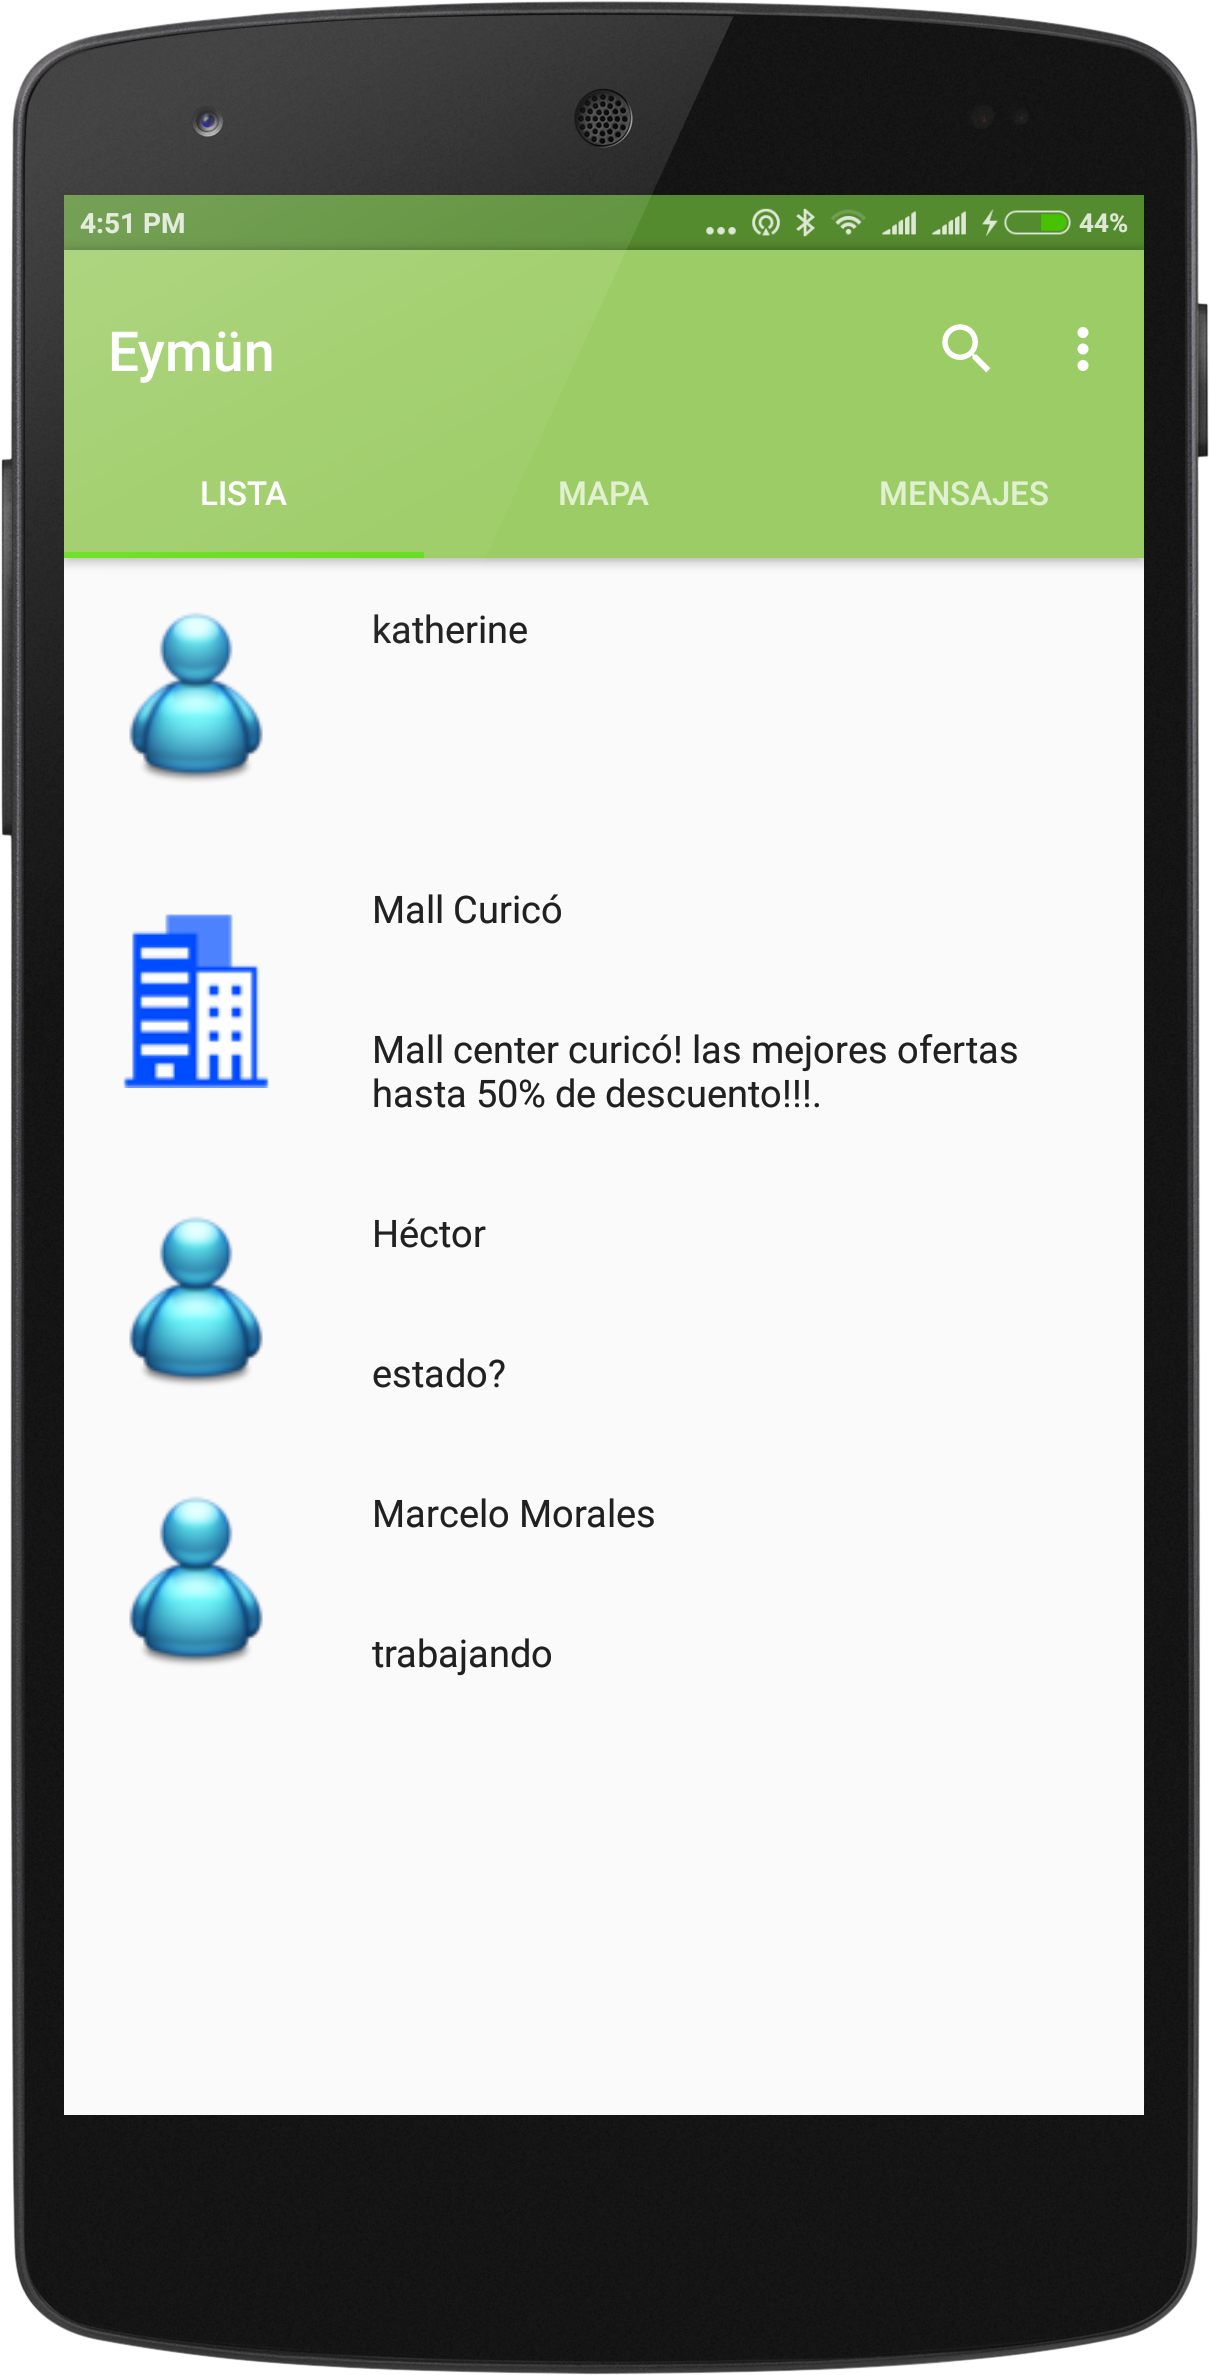 4:51 PM
44%
Eymün
LISTA
MAPA
MENSAJES
katherine
Mall Curicó
Mall center curicó! las mejores ofertas
hasta 50% de descuento!!!.
Héctor
estado?
Marcelo Morales
trabajando